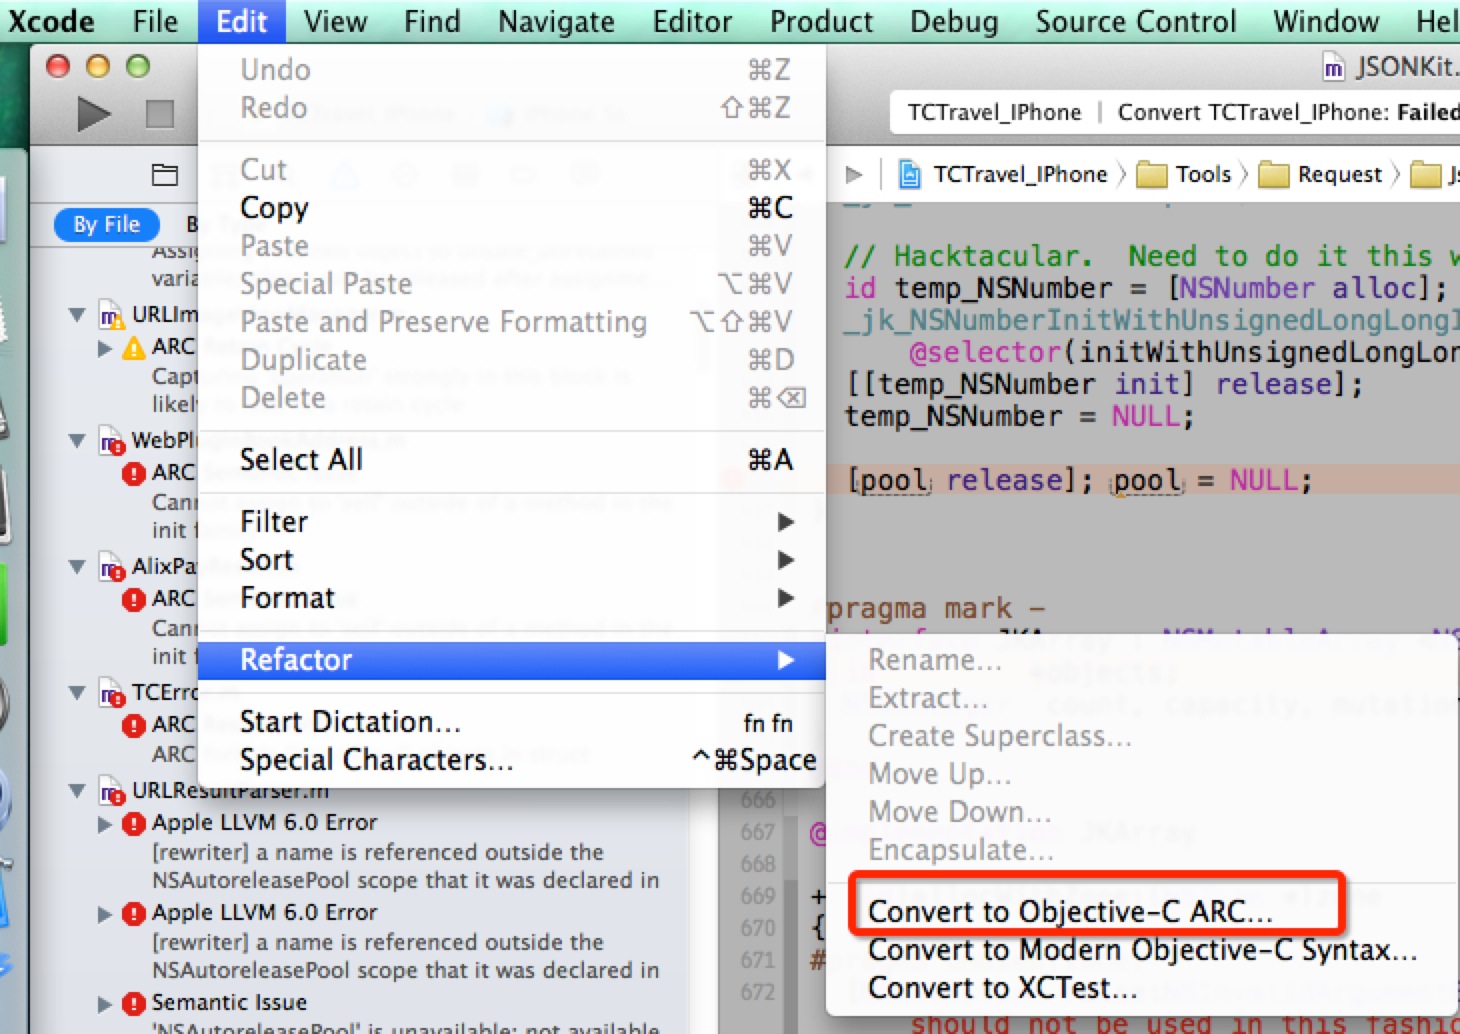 Xcode File Edit View Find Navigate Editor Product Debug Source Control Window Hel
JSONKit.
TCTravel_IPhone | Convert TCTravel_IPhone: Failed
TCTravel_IPhone Tools Request
By File
Undo ⌘Z
Redo ⇧⌘Z
Cut ⌘X
Copy ⌘C
Paste ⌘V
Special Paste ⌥⌘V
Paste and Preserve Formatting ⌥⇧⌘V
Duplicate ⌘D
Delete ⌘⌫
Select All ⌘A
Filter
Sort
Format
Refactor
Start Dictation... fn fn
Special Characters... ^⌘Space
Rename...
Extract...
Create Superclass...
Move Up...
Move Down...
Encapsulate...
Convert to Objective-C ARC...
Convert to Modern Objective-C Syntax...
Convert to XCTest...
URLIm
ARC
Capt
likely
WebPl
ARC
Cann
init
AlixPa
ARC
Cann
init
TCErro
ARC
ARC
URLResultParser.m
Apple LLVM 6.0 Error
[rewriter] a name is referenced outside the
NSAutoreleasePool scope that it was declared in
Apple LLVM 6.0 Error
[rewriter] a name is referenced outside the
NSAutoreleasePool scope that it was declared in
Semantic Issue
'NSAutoreleasePool' is unavailable: not available
// Hacktacular. Need to do it this w
id temp_NSNumber = [NSNumber alloc];
_jk_NSNumberInitWithUnsignedLongLongI
@selector(initWithUnsignedLongLon
[[temp_NSNumber init] release];
temp_NSNumber = NULL;
[pool release]; pool = NULL;
pragma mark -
666
667 @ JKArray
668
669 +
670 {
671 #
672
should not be used in this fashio